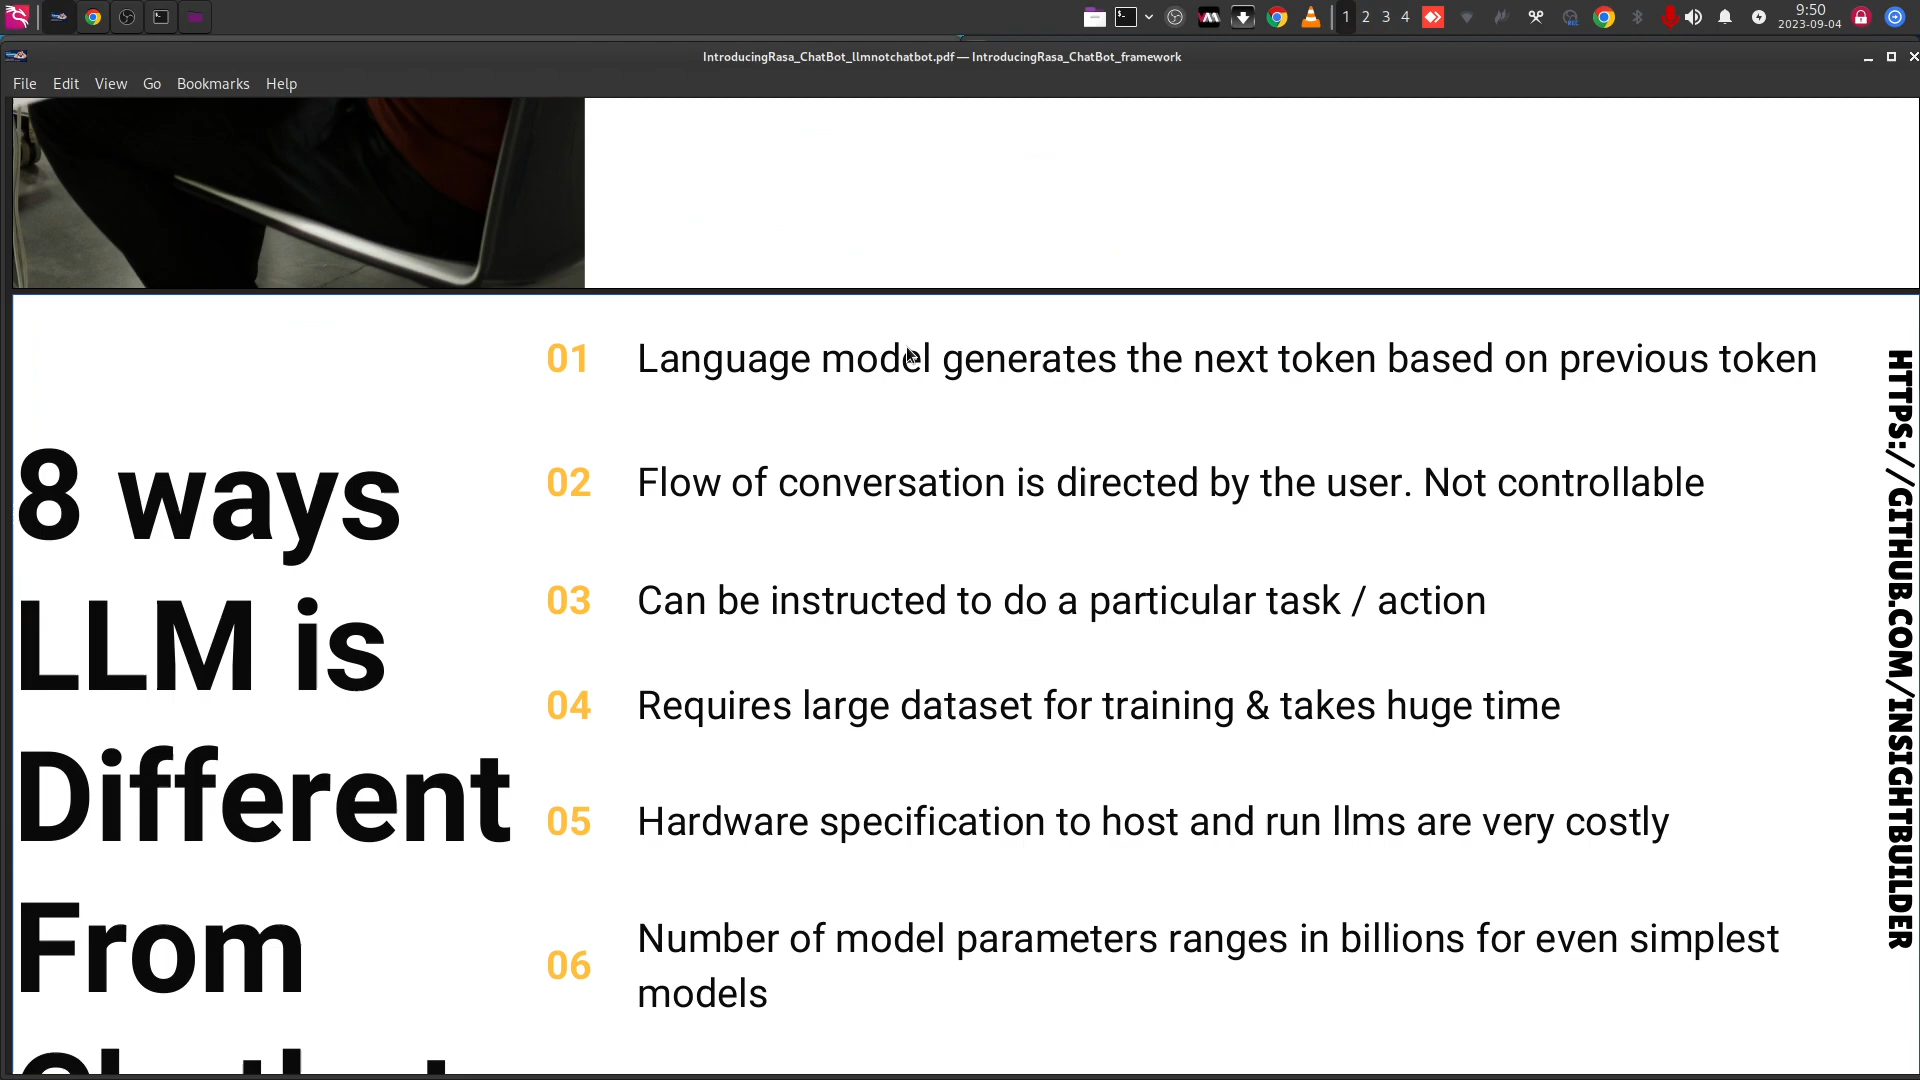 1 2 3 4
9:50
2023-09-04
IntroducingRasa_ChatBot_llmnotchatbot.pdf — IntroducingRasa_ChatBot_framework
File Edit View Go Bookmarks Help
8 ways
LLM is
Different
From
01 Language model generates the next token based on previous token
02 Flow of conversation is directed by the user. Not controllable
03 Can be instructed to do a particular task / action
04 Requires large dataset for training & takes huge time
05 Hardware specification to host and run llms are very costly
06 Number of model parameters ranges in billions for even simplest
models
HTTPS://GITHUB.COM/INSIGHTBUILDER